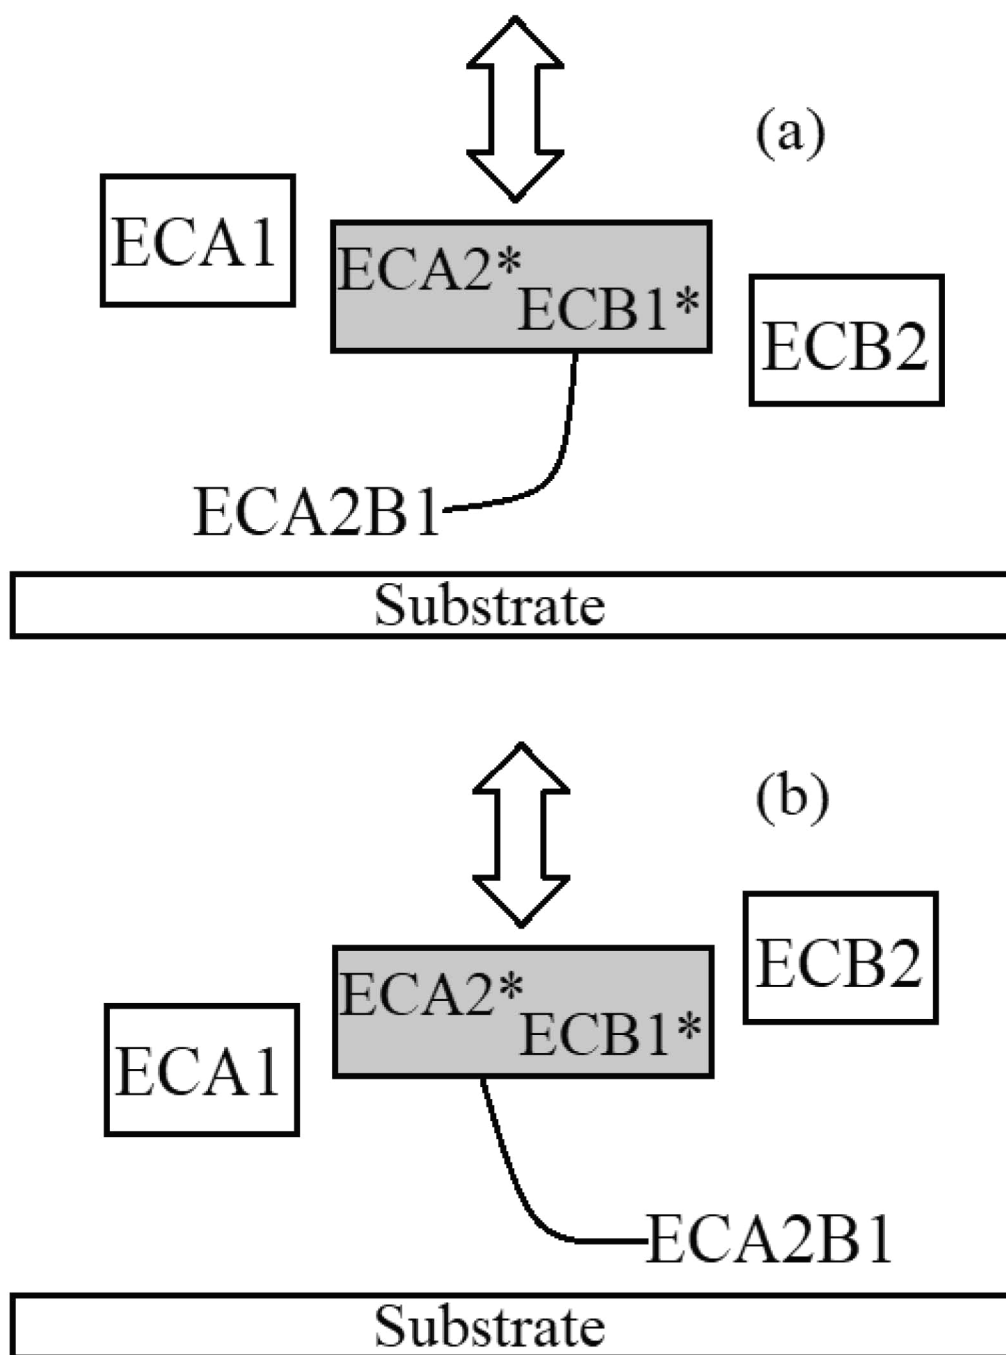 (a)
ECA1
ECA2*
ECB1*
ECB2
ECA2B1
Substrate
(b)
ECB2
ECA2*
ECB1*
ECA1
ECA2B1
Substrate